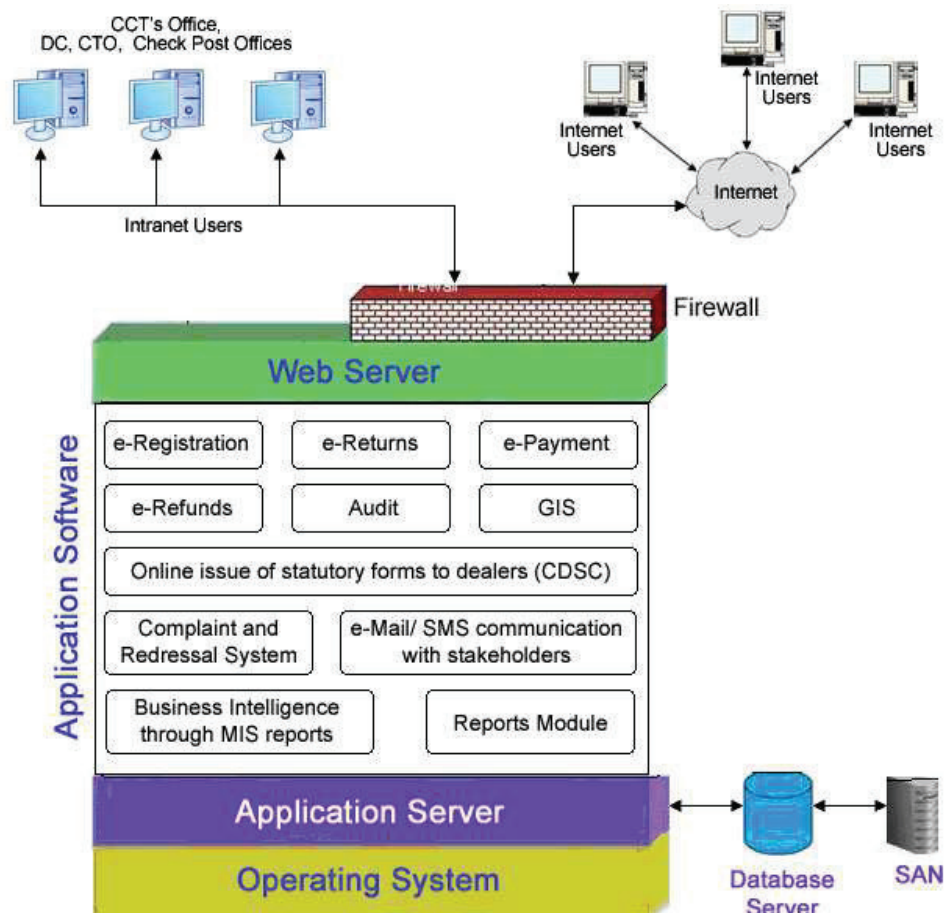 CCT's Office,
DC, CTO, Check Post Offices
Internet
Users
Internet
Users
Internet
Users
Internet
Intranet Users
Firewall
Firewall
Web Server
Application Software
e-Registration
e-Returns
e-Payment
e-Refunds
Audit
GIS
Online issue of statutory forms to dealers (CDSC)
Complaint and
Redressal System
e-Mail/ SMS communication
with stakeholders
Business Intelligence
through MIS reports
Reports Module
Application Server
Operating System
Database
Server
SAN